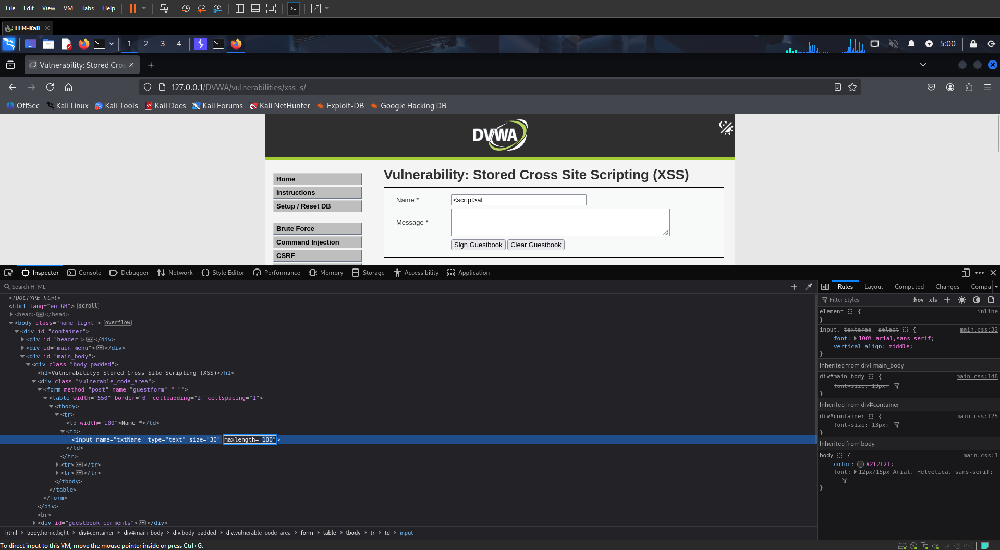 File Edit View VM Tabs Help
LLM-Kali
1 2 3 4 5:00
Vulnerability: Stored Cros
127.0.0.1/DVWA/vulnerabilities/xss_s/
OffSec Kali Linux Kali Tools Kali Docs Kali Forums Kali NetHunter Exploit-DB Google Hacking DB
DVWA
Home
Instructions
Setup / Reset DB
Brute Force
Command Injection
CSRF
Vulnerability: Stored Cross Site Scripting (XSS)
Name * <script>al
Message *
Sign Guestbook Clear Guestbook
Inspector Console Debugger Network Style Editor Performance Memory Storage Accessibility Application
Search HTML
<!DOCTYPE html>
<html lang="en-GB"> scroll
<head> </head>
<body class="home light"> overflow
<div id="container">
<div id="header"> </div>
<div id="main_menu"> </div>
<div id="main_body">
<div class="body_padded">
<h1>Vulnerability: Stored Cross Site Scripting (XSS)</h1>
<div class="vulnerable_code_area">
<form method="post" name="guestform" "="">
<table width="550" border="0" cellpadding="2" cellspacing="1">
<tbody>
<tr>
<td width="100">Name *</td>
<td>
<input name="txtName" type="text" size="30" maxlength="100">
</td>
</tr>
<tr> </tr>
<tr> </tr>
</tbody>
</table>
</form>
</div>
<br>
<div id="guestbook_comments"> </div>
html body.home.light div#container div#main_body div.body_padded div.vulnerable_code_area form table tbody tr td input
Rules Layout Computed Changes Compat
Filter Styles :hov .cls
element { inline
}
input, textarea, select { main.css:32
font: 100% arial,sans-serif;
vertical-align: middle;
}
Inherited from div#main_body
div#main_body { main.css:148
font-size: 13px;
}
Inherited from div#container
div#container { main.css:125
font-size: 13px;
}
Inherited from body
body { main.css:1
color: #2f2f2f;
font: 12px/15px Arial, Helvetica, sans-serif;
}
To direct input to this VM, move the mouse pointer inside or press Ctrl+G.